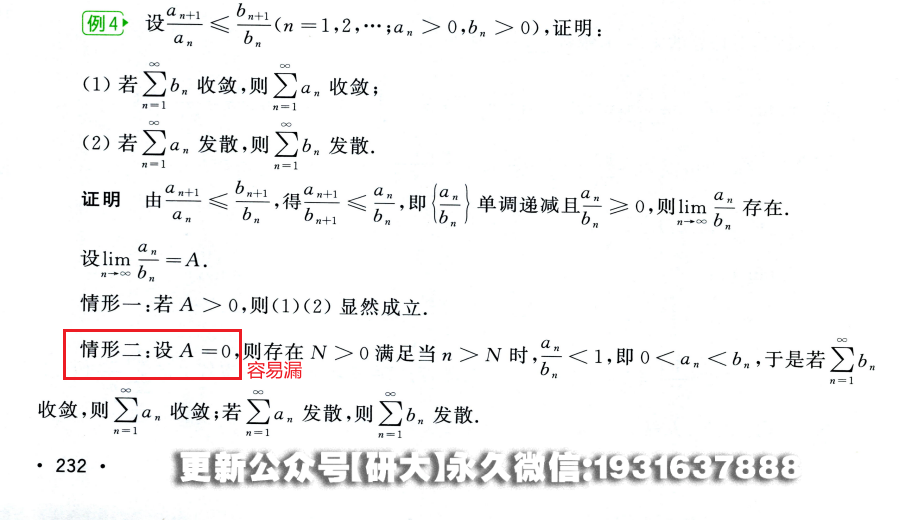 例4 设 $\frac{a_{n+1}}{a_n} \leqslant \frac{b_{n+1}}{b_n}$ (n=1,2,…;a_n>0,b_n>0),证明:
(1) 若 $\sum_{n=1}^{\infty} b_n$ 收敛,则 $\sum_{n=1}^{\infty} a_n$ 收敛;
(2) 若 $\sum_{n=1}^{\infty} a_n$ 发散,则 $\sum_{n=1}^{\infty} b_n$ 发散.
证明 由 $\frac{a_{n+1}}{a_n} \leqslant \frac{b_{n+1}}{b_n}$,得 $\frac{a_{n+1}}{b_{n+1}} \leqslant \frac{a_n}{b_n}$,即 $\left\{\frac{a_n}{b_n}\right\}$ 单调递减且 $\frac{a_n}{b_n} \geqslant 0$,则 $\lim_{n\to\infty} \frac{a_n}{b_n}$ 存在.
设 $\lim_{n\to\infty} \frac{a_n}{b_n} = A$.
情形一:若 A>0,则(1)(2)显然成立.
情形二:设 A=0,则存在 N>0 满足当 n>N 时,$\frac{a_n}{b_n}<1$,即 $0<a_n<b_n$,于是若 $\sum_{n=1}^{\infty} b_n$
容易漏
收敛,则 $\sum_{n=1}^{\infty} a_n$ 收敛;若 $\sum_{n=1}^{\infty} a_n$ 发散,则 $\sum_{n=1}^{\infty} b_n$ 发散.
· 232 ·
更新公众号【研大】永久微信:1931637888